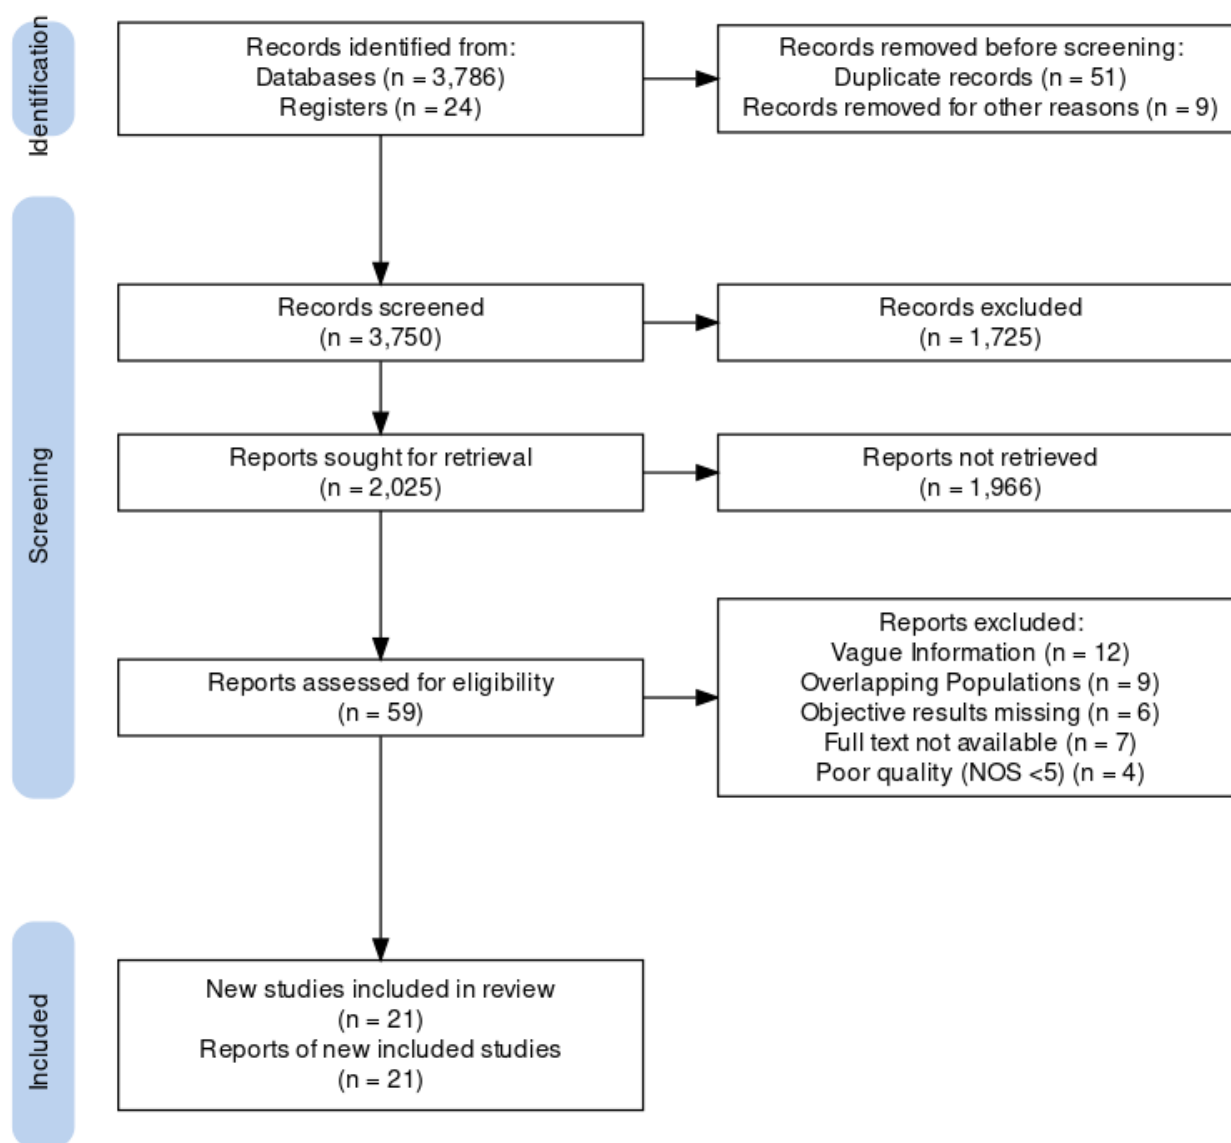 Identification
Records identified from:
Databases (n = 3,786)
Registers (n = 24)
Records removed before screening:
Duplicate records (n = 51)
Records removed for other reasons (n = 9)
Screening
Records screened
(n = 3,750)
Records excluded
(n = 1,725)
Reports sought for retrieval
(n = 2,025)
Reports not retrieved
(n = 1,966)
Reports assessed for eligibility
(n = 59)
Reports excluded:
Vague Information (n = 12)
Overlapping Populations (n = 9)
Objective results missing (n = 6)
Full text not available (n = 7)
Poor quality (NOS <5) (n = 4)
Included
New studies included in review
(n = 21)
Reports of new included studies
(n = 21)